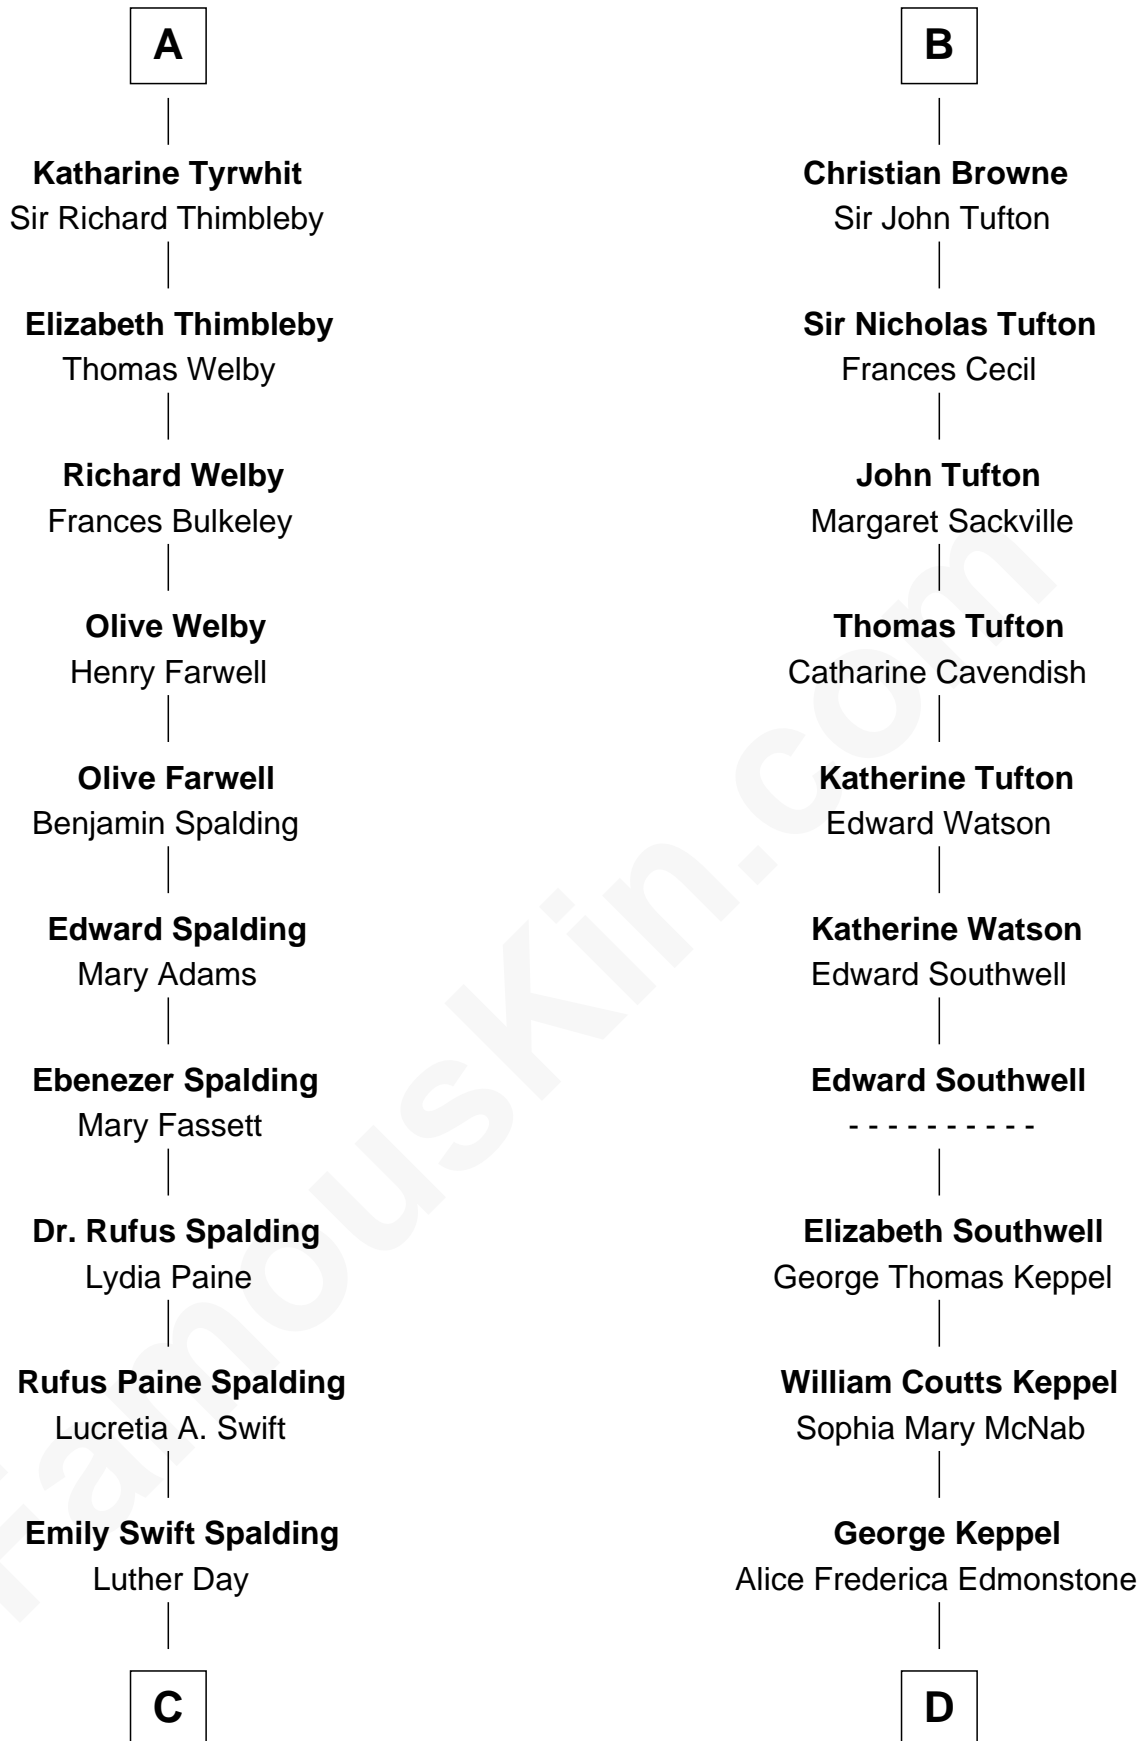 A
Katharine Tyrwhit
Sir Richard Thimbleby
Elizabeth Thimbleby
Thomas Welby
Richard Welby
Frances Bulkeley
Olive Welby
Henry Farwell
Olive Farwell
Benjamin Spalding
Edward Spalding
Mary Adams
Ebenezer Spalding
Mary Fassett
Dr. Rufus Spalding
Lydia Paine
Rufus Paine Spalding
Lucretia A. Swift
Emily Swift Spalding
Luther Day
C
B
Christian Browne
Sir John Tufton
Sir Nicholas Tufton
Frances Cecil
John Tufton
Margaret Sackville
Thomas Tufton
Catharine Cavendish
Katherine Tufton
Edward Watson
Katherine Watson
Edward Southwell
Edward Southwell
- - - - - - - - - -
Elizabeth Southwell
George Thomas Keppel
William Coutts Keppel
Sophia Mary McNab
George Keppel
Alice Frederica Edmonstone
D
FamousKin.com